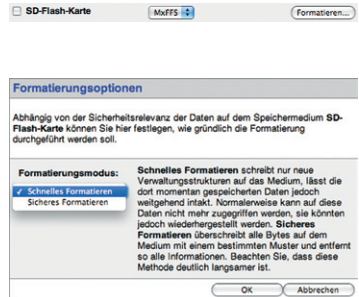 SD-Flash-Karte MxFFS Formatieren...
Formatierungsoptionen
Abhängig von der Sicherheitsrelevanz der Daten auf dem Speichermedium SD-
Flash-Karte können Sie hier festlegen, wie gründlich die Formatierung
durchgeführt werden soll.
Formatierungsmodus:
✓ Schnelles Formatieren
Sicheres Formatieren
Schnelles Formatieren schreibt nur neue
Verwaltungsstrukturen auf das Medium, lässt die
dort momentan gespeicherten Daten jedoch
weitgehend intakt. Normalerweise kann auf diese
Daten nicht mehr zugegriffen werden, sie könnten
jedoch wiederhergestellt werden. Sicheres
Formatieren überschreibt alle Bytes auf dem
Medium mit einem bestimmten Muster und entfernt
so alle Informationen. Beachten Sie, dass diese
Methode deutlich langsamer ist.
OK Abbrechen